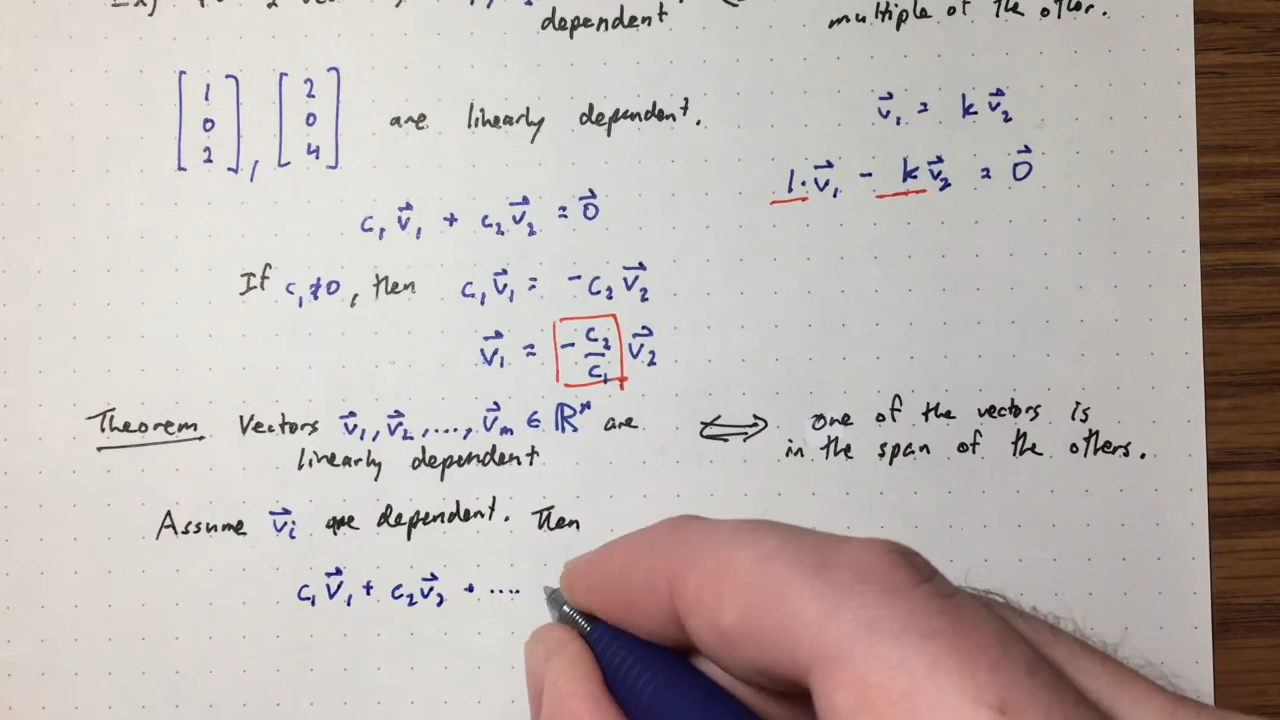 dependent
multiple of the other.
[1 0 2], [2 0 4] are linearly dependent.
v⃗₁ = k v⃗₂
1·v⃗₁ - k v⃗₂ = 0⃗
c₁v⃗₁ + c₂v⃗₂ = 0⃗
If c₁≠0, then c₁v⃗₁ = -c₂v⃗₂
v⃗₁ = -c₂/c₁ v⃗₂
Theorem Vectors v⃗₁, v⃗₂, ..., v⃗ₘ ∈ ℝⁿ are linearly dependent
⟺ one of the vectors is
in the span of the others.
Assume v⃗ᵢ are dependent. Then
c₁v⃗₁ + c₂v⃗₂ + ....